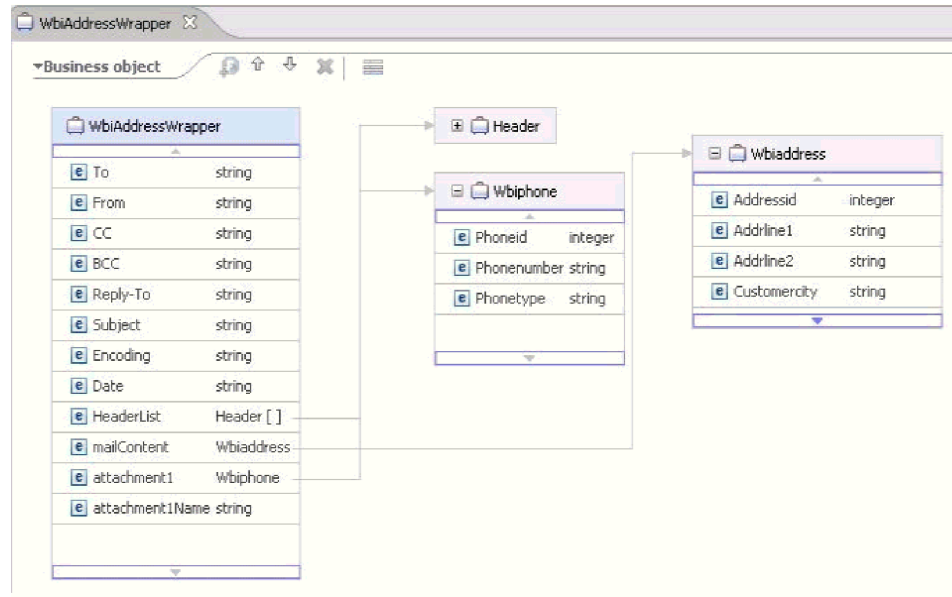 WbiAddressWrapper
Business object
WbiAddressWrapper
e To string
e From string
e CC string
e BCC string
e Reply-To string
e Subject string
e Encoding string
e Date string
e HeaderList Header [ ]
e mailContent Wbiaddress
e attachment1 Wbiphone
e attachment1Name string
Header
Wbiphone
e Phoneid integer
e Phonenumber string
e Phonetype string
Wbiaddress
e Addressid integer
e Addrline1 string
e Addrline2 string
e Customercity string